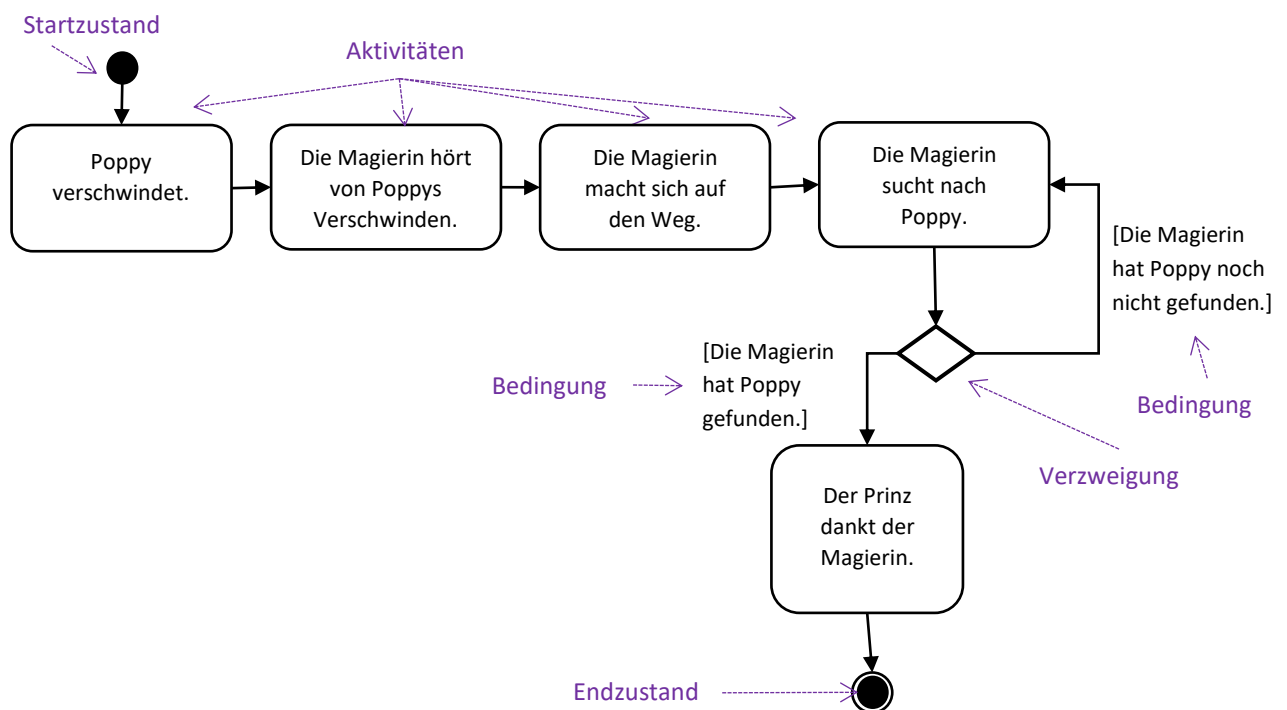 Startzustand
Aktivitäten
Poppy
verschwindet.
Die Magierin hört
von Poppys
Verschwinden.
Die Magierin
macht sich auf
den Weg.
Die Magierin
sucht nach
Poppy.
[Die Magierin
hat Poppy noch
nicht gefunden.]
[Die Magierin
hat Poppy
gefunden.]
Bedingung
Bedingung
Verzweigung
Der Prinz
dankt der
Magierin.
Endzustand